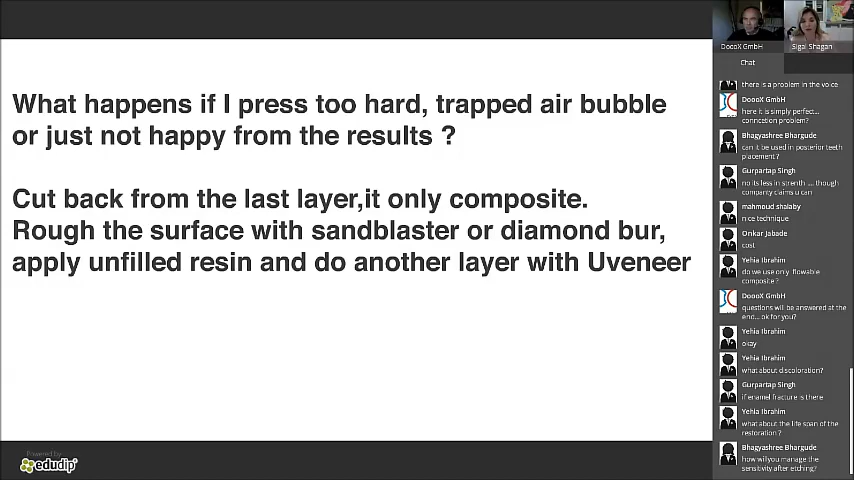 What happens if I press too hard, trapped air bubble
or just not happy from the results ?
Cut back from the last layer,it only composite.
Rough the surface with sandblaster or diamond bur,
apply unfilled resin and do another layer with Uveneer
Powered by
edudip
DoooX GmbH
Sigal Shagan
Chat
there is a problem in the voice
DoooX GmbH
here it is simply perfect...
conncetion problem?
Bhagyashree Bhargude
can it be used in posterior teeth
placement ?
Gurpartap Singh
no its less in strenth .... though
company claims u can
mahmoud shalaby
nice technique
Onkar Jabade
cost
Yehia Ibrahim
do we use only flowable
composite ?
DoooX GmbH
questions will be answered at the
end... ok for you?
Yehia Ibrahim
okay
Yehia Ibrahim
what about discoloration?
Gurpartap Singh
if enamel fracture is there
Yehia Ibrahim
what about the life span of the
restoration ?
Bhagyashree Bhargude
how willyou manage the
sensitivity after etching?